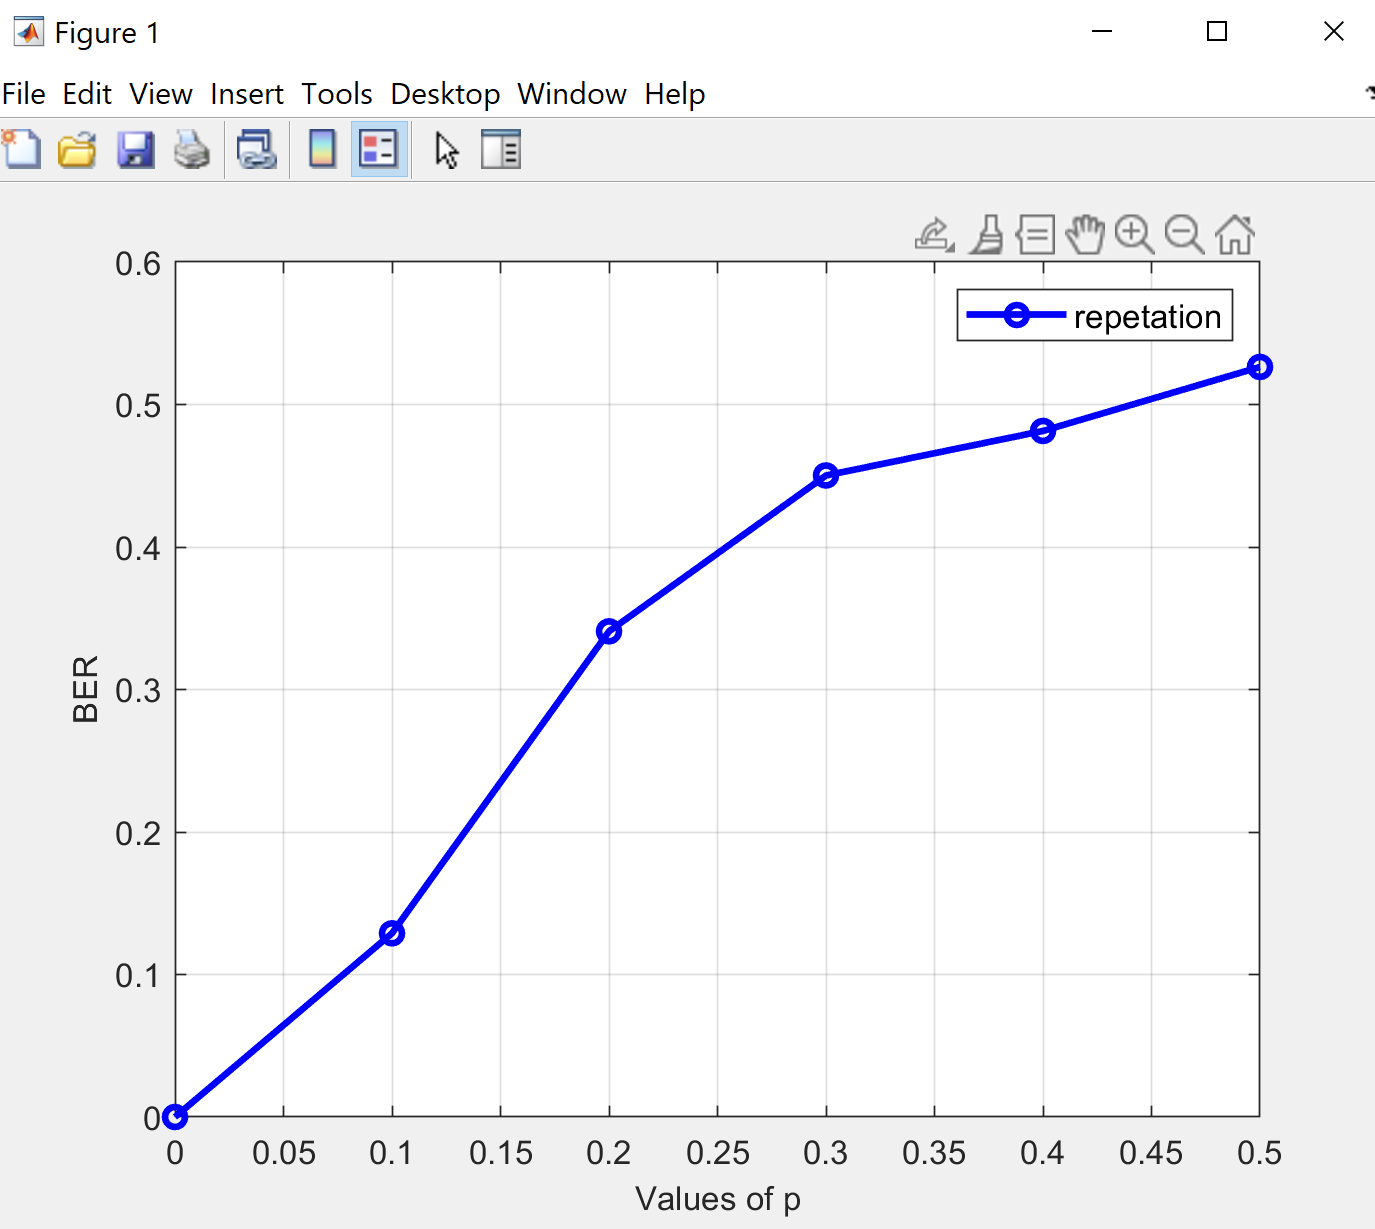 Figure 1
File Edit View Insert Tools Desktop Window Help
repetation
0.6
0.5
0.4
0.3
0.2
0.1
0
BER
0 0.05 0.1 0.15 0.2 0.25 0.3 0.35 0.4 0.45 0.5
Values of p